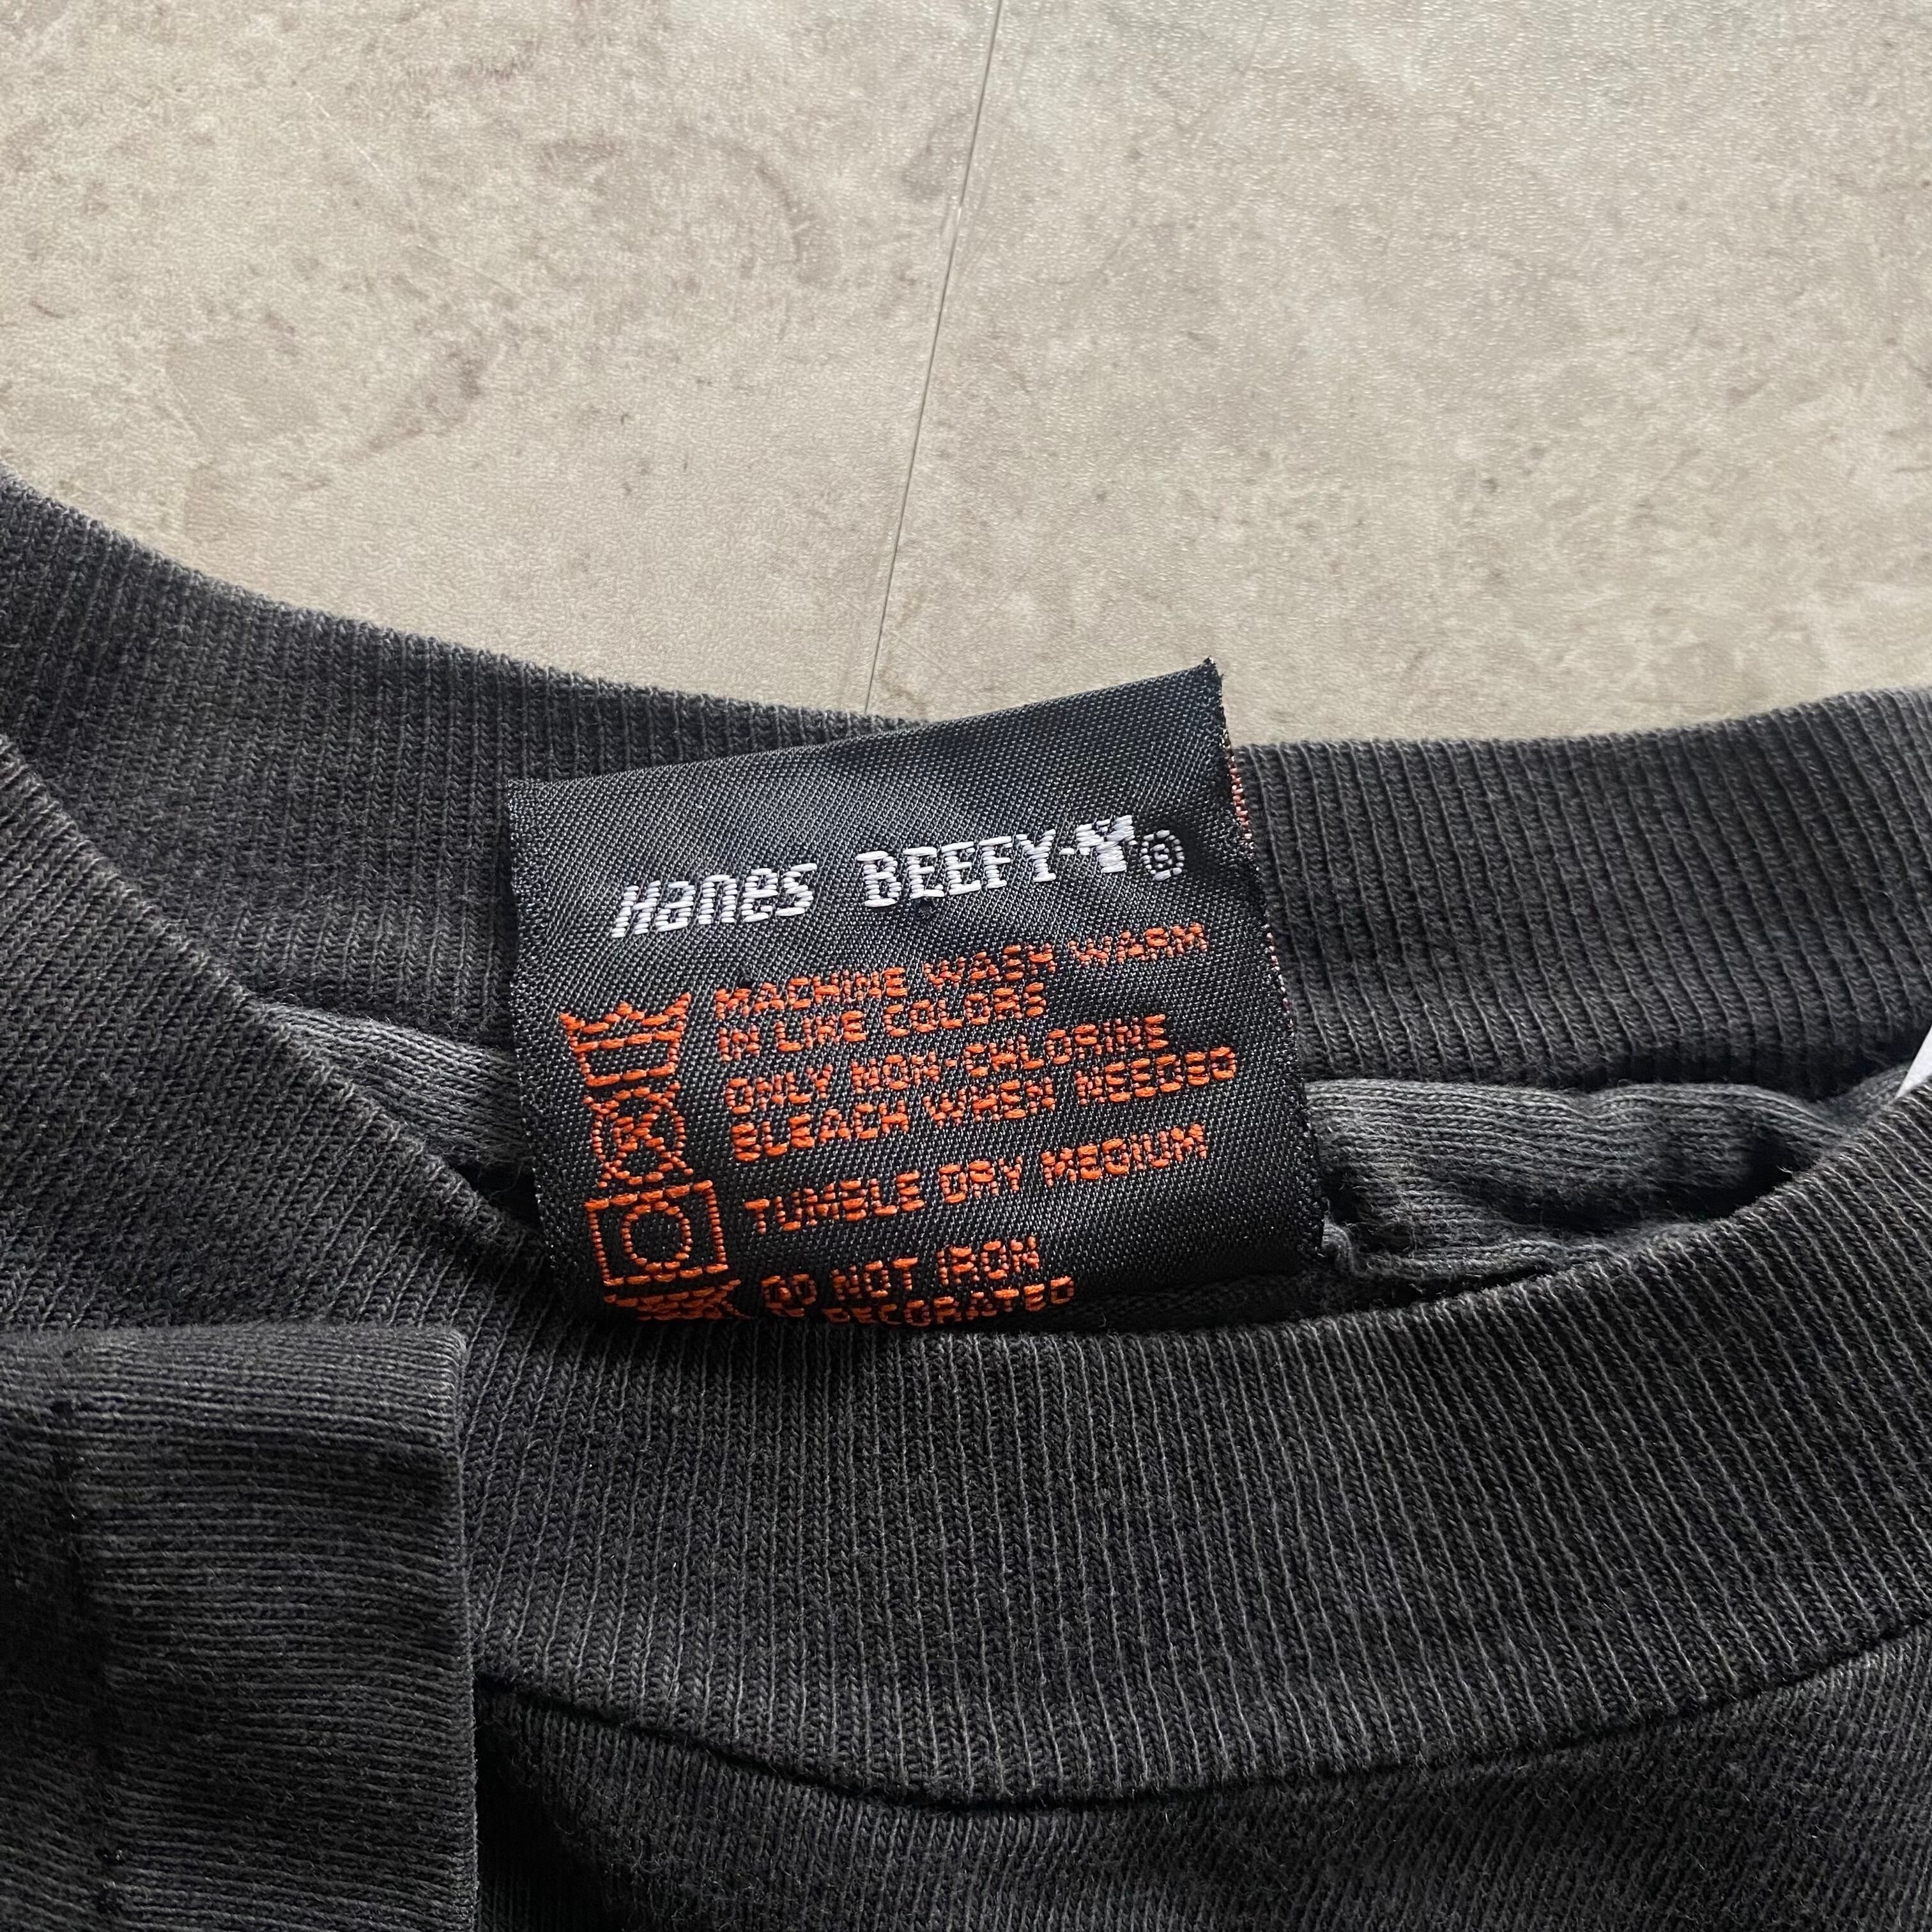 Hanes BEEFY-T®
MACHINE WASH WARM
IN LIKE COLORS
ONLY NON-CHLORINE
BLEACH WHEN NEEDED
TUMBLE DRY MEDIUM
DO NOT IRON
DECORATED